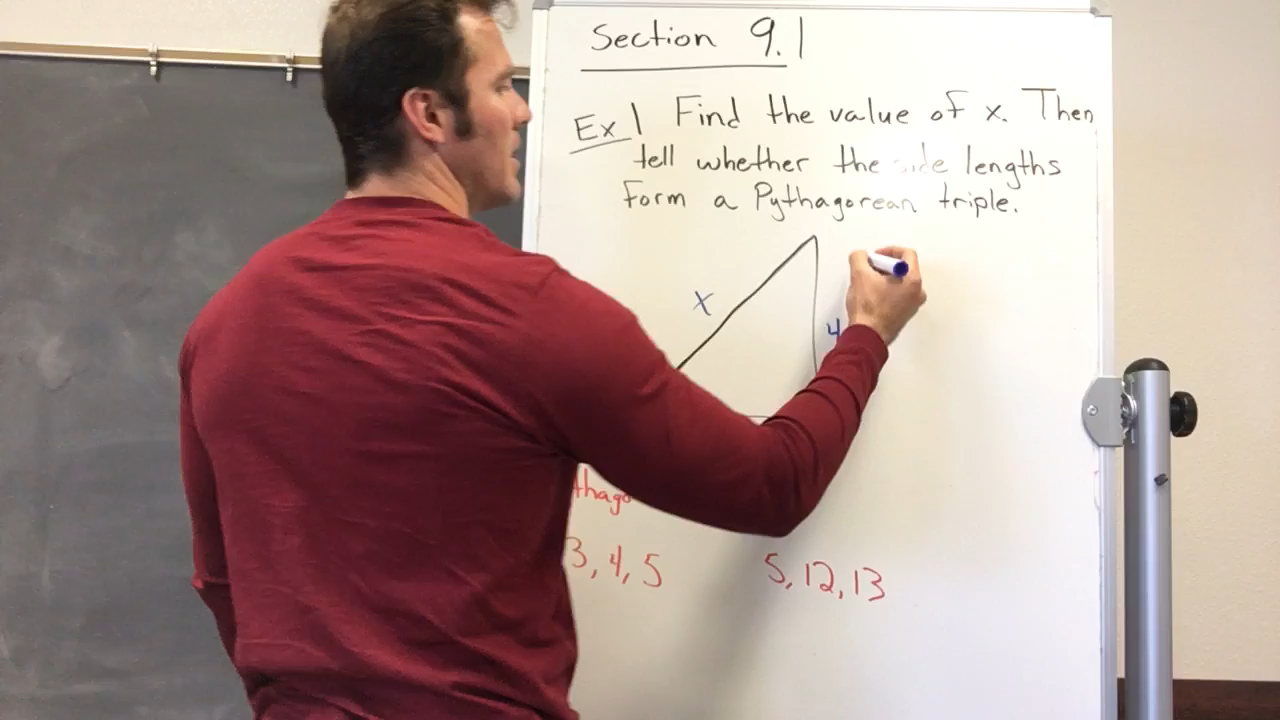 Section 9.1
Ex 1 Find the value of x. Then
tell whether the side lengths
form a Pythagorean triple.
x
4
thago
3, 4, 5
5, 12, 13